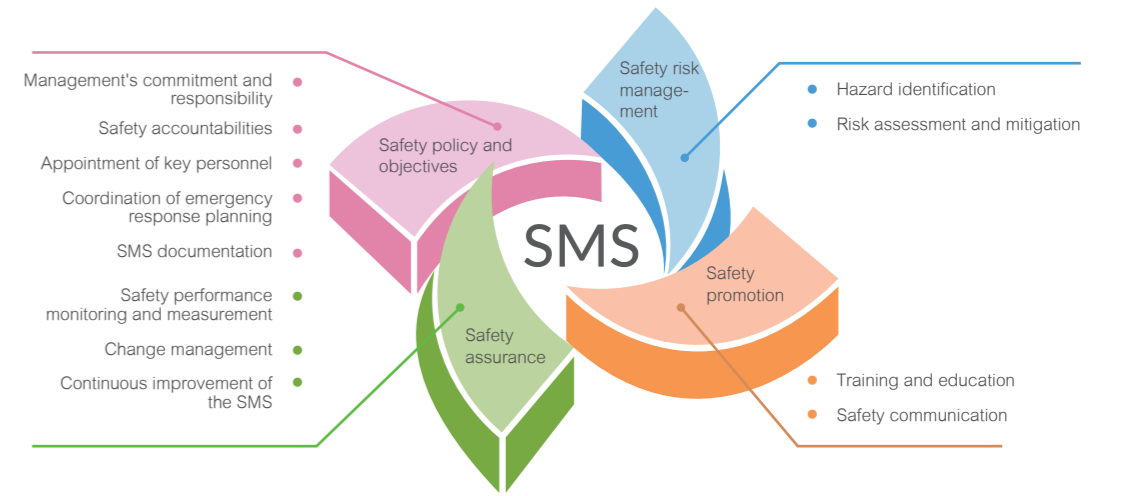 Management's commitment and
responsibility
Safety accountabilities
Appointment of key personnel
Coordination of emergency
response planning
SMS documentation
Safety performance
monitoring and measurement
Change management
Continuous improvement of
the SMS
Safety policy and
objectives
Safety risk
manage-
ment
SMS
Safety
promotion
Safety
assurance
Hazard identification
Risk assessment and mitigation
Training and education
Safety communication